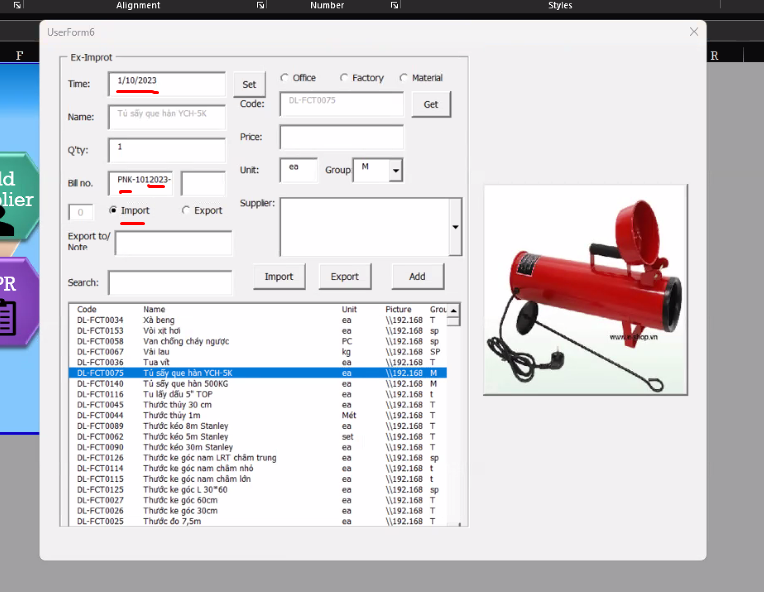 Alignment Number Styles
UserForm6
F
R
Ex-Improt
Time: 1/10/2023 Set
Office Factory Material
Code: DL-FCT0075 Get
Name: Tủ sấy que hàn YCH-5K
Price:
Q'ty: 1
Unit: ea Group M
Bill no. PNK-1012023-
0 Import Export
Supplier:
Export to/
Note
Import Export Add
Search:
Code Name Unit Picture Grou
DL-FCT0034 Xà beng ea \\192.168 T
DL-FCT0153 Vòi xịt hơi ea \\192.168 sp
DL-FCT0058 Van chống cháy ngược PC \\192.168 sp
DL-FCT0067 Vải lau kg \\192.168 SP
DL-FCT0036 Tua vít ea \\192.168 T
DL-FCT0075 Tủ sấy que hàn YCH-5K ea \\192.168 M
DL-FCT0140 Tủ sấy que hàn 500KG ea \\192.168 M
DL-FCT0116 Tu lấy dấu 5" TOP ea \\192.168 t
DL-FCT0045 Thước thủy 30 cm ea \\192.168 T
DL-FCT0044 Thước thủy 1m Mét \\192.168 T
DL-FCT0089 Thước kéo 8m Stanley ea \\192.168 T
DL-FCT0062 Thước kéo 5m Stanley set \\192.168 T
DL-FCT0090 Thước kéo 30m Stanley ea \\192.168 T
DL-FCT0126 Thước ke góc nam LRT châm trung ea \\192.168 sp
DL-FCT0114 Thước ke góc nam châm nhỏ ea \\192.168 t
DL-FCT0115 Thước ke góc nam châm lớn ea \\192.168 t
DL-FCT0125 Thước ke góc L 30*60 ea \\192.168 sp
DL-FCT0027 Thước ke góc 60cm ea \\192.168 T
DL-FCT0026 Thước ke góc 30cm ea \\192.168 T
DL-FCT0025 Thước đo 7,5m ea \\192.168 T